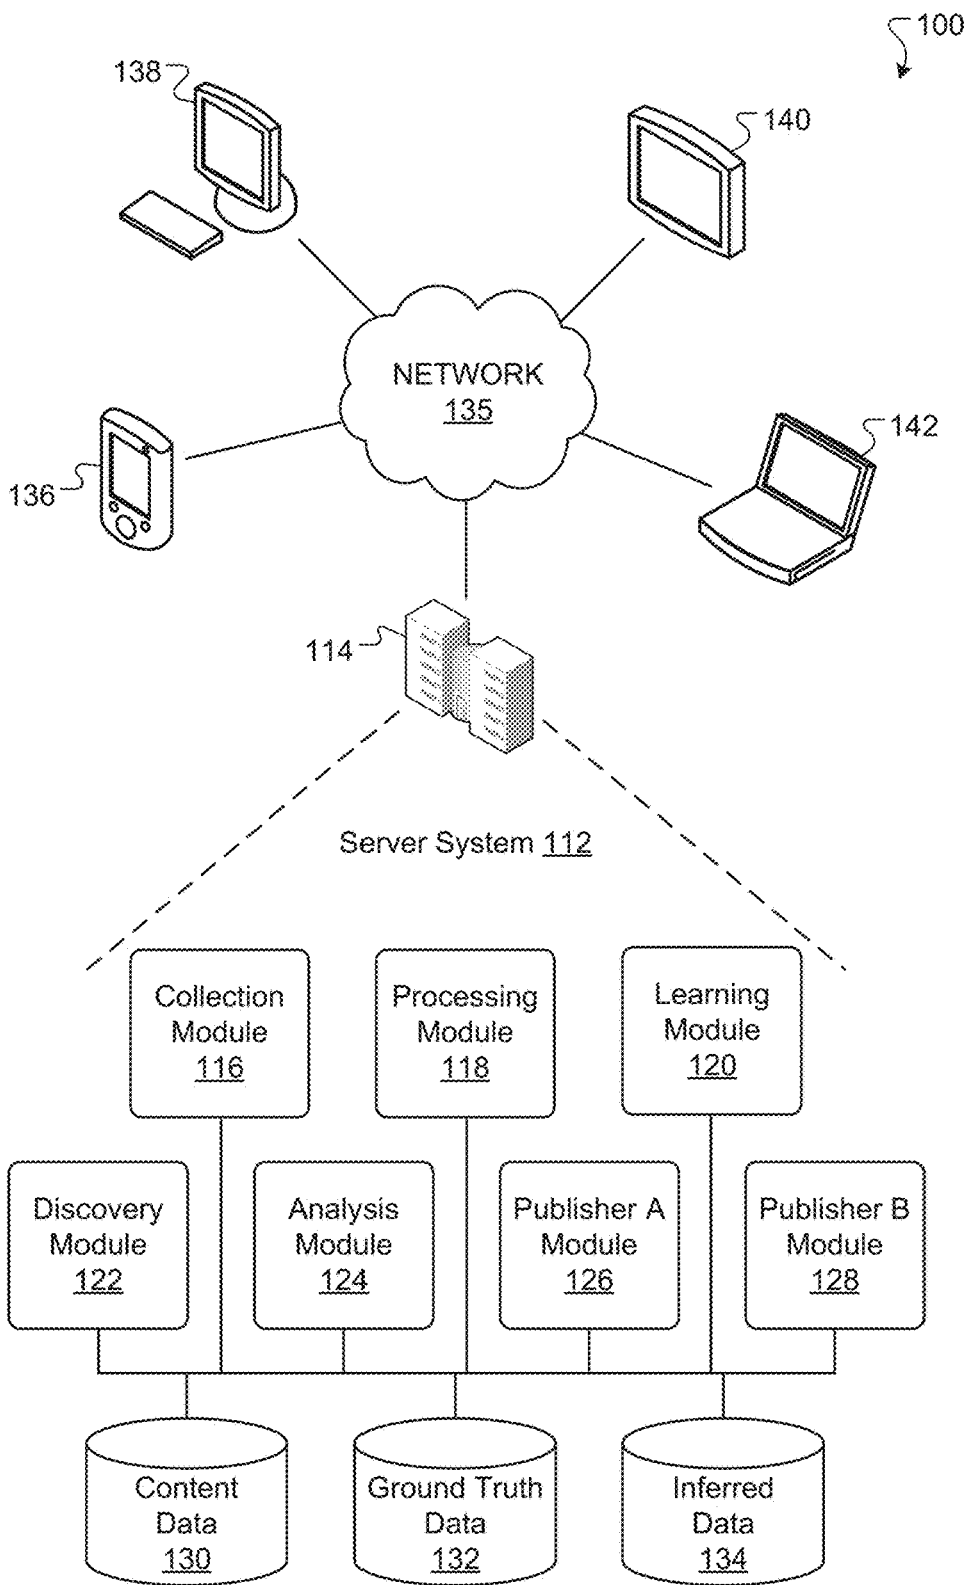 100
138
140
NETWORK
135
136
142
114
Server System 112
Collection
Module
116
Processing
Module
118
Learning
Module
120
Discovery
Module
122
Analysis
Module
124
Publisher A
Module
126
Publisher B
Module
128
Content
Data
130
Ground Truth
Data
132
Inferred
Data
134